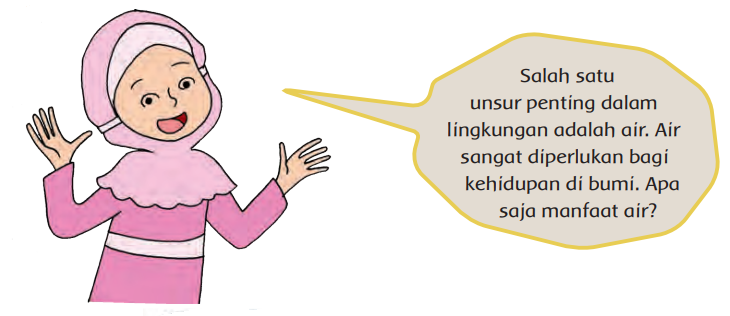 Salah satu
unsur penting dalam
lingkungan adalah air. Air
sangat diperlukan bagi
kehidupan di bumi. Apa
saja manfaat air?